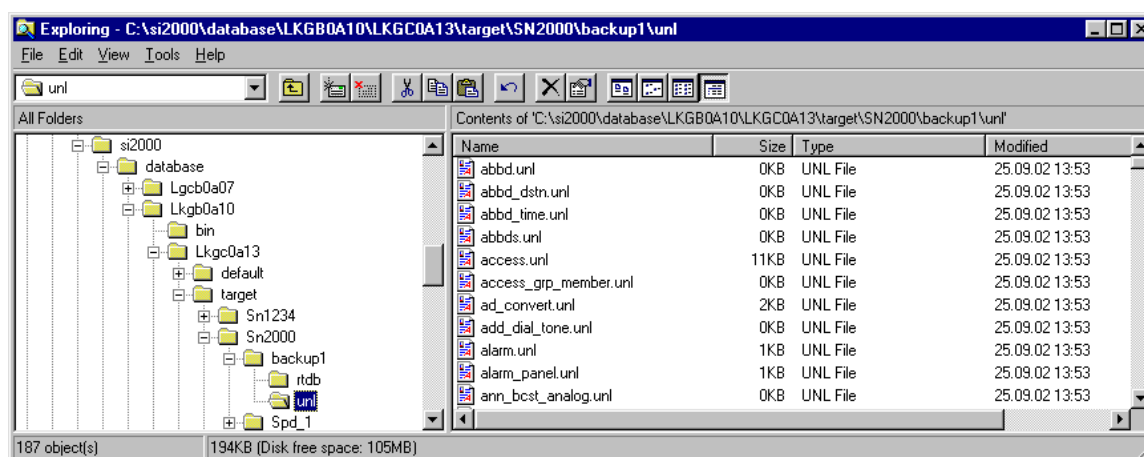 Exploring - C:\si2000\database\LKGB0A10\LKGC0A13\target\SN2000\backup1\unl
File Edit View Tools Help
unl
All Folders
Contents of 'C:\si2000\database\LKGB0A10\LKGC0A13\target\SN2000\backup1\unl'
si2000
database
Lgcb0a07
Lkgb0a10
bin
Lkgc0a13
default
target
Sn1234
Sn2000
backup1
rtdb
unl
Spd_1
Name Size Type Modified
abbd.unl 0KB UNL File 25.09.02 13:53
abbd_dstn.unl 0KB UNL File 25.09.02 13:53
abbd_time.unl 0KB UNL File 25.09.02 13:53
abbds.unl 0KB UNL File 25.09.02 13:53
access.unl 11KB UNL File 25.09.02 13:53
access_grp_member.unl 0KB UNL File 25.09.02 13:53
ad_convert.unl 2KB UNL File 25.09.02 13:53
add_dial_tone.unl 0KB UNL File 25.09.02 13:53
alarm.unl 1KB UNL File 25.09.02 13:53
alarm_panel.unl 1KB UNL File 25.09.02 13:53
ann_bcst_analog.unl 0KB UNL File 25.09.02 13:53
187 object(s) 194KB (Disk free space: 105MB)